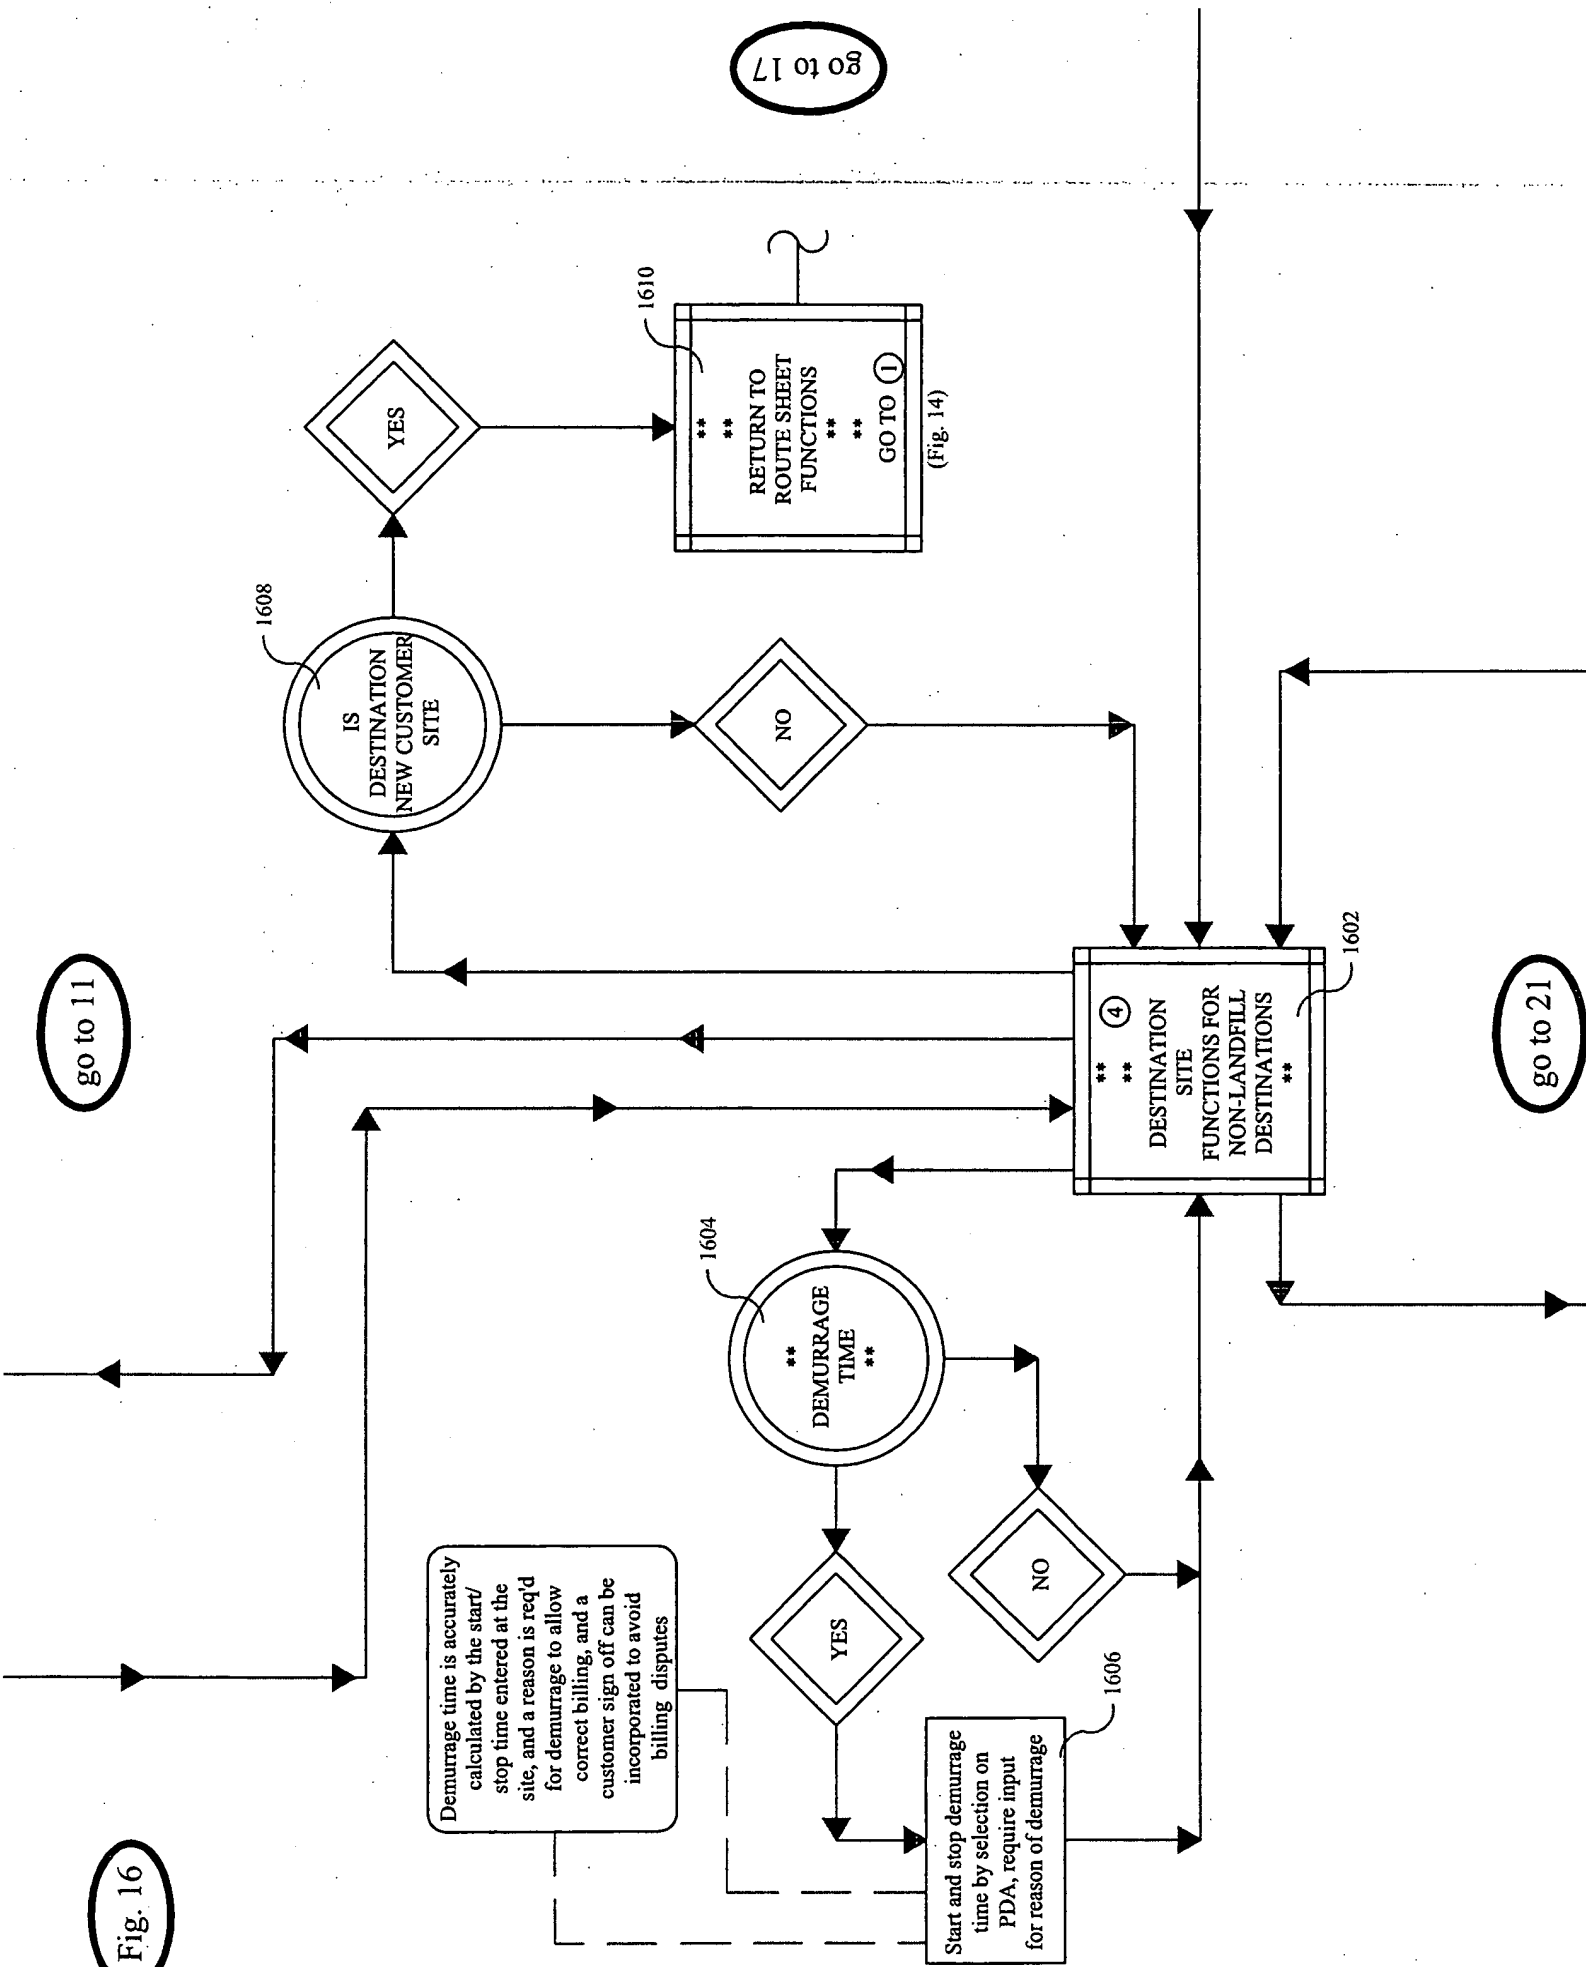 Fig. 16
go to 11
go to 17
go to 21
Demurrage time is accurately
calculated by the start/
stop time entered at the
site, and a reason is req'd
for demurrage to allow
correct billing, and a
customer sign off can be
incorporated to avoid
billing disputes
1608
IS
DESTINATION
NEW CUSTOMER
SITE
YES
NO
1610
**
**
RETURN TO
ROUTE SHEET
FUNCTIONS
**
**
GO TO 1
(Fig. 14)
1604
**
DEMURRAGE
TIME
**
YES
NO
Start and stop demurrage
time by selection on
PDA, require input
for reason of demurrage
1606
** 4
**
DESTINATION
SITE
FUNCTIONS FOR
NON-LANDFILL
DESTINATIONS
**
1602